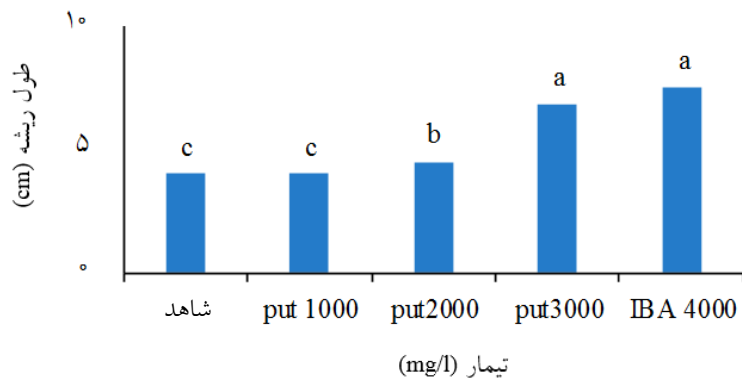 ۱۰
۵
۰
طول ریشه (cm)
c
c
b
a
a
شاهد
put 1000
put2000
put3000
IBA 4000
تیمار (mg/l)